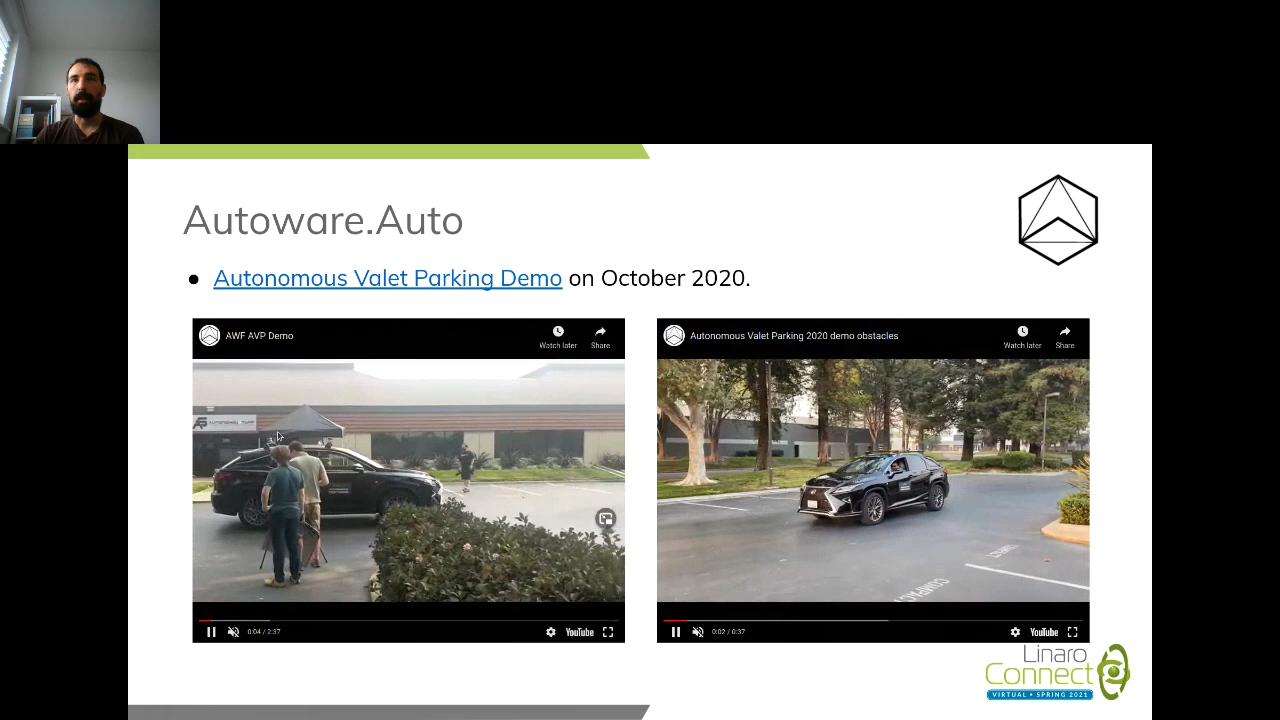 Autoware.Auto
● Autonomous Valet Parking Demo on October 2020.
AWF AVP Demo
Watch later
Share
0:04 / 2:37
YouTube
Autonomous Valet Parking 2020 demo obstacles
Watch later
Share
COMPACT
0:02 / 0:37
YouTube
Linaro
Connect
VIRTUAL • SPRING 2021